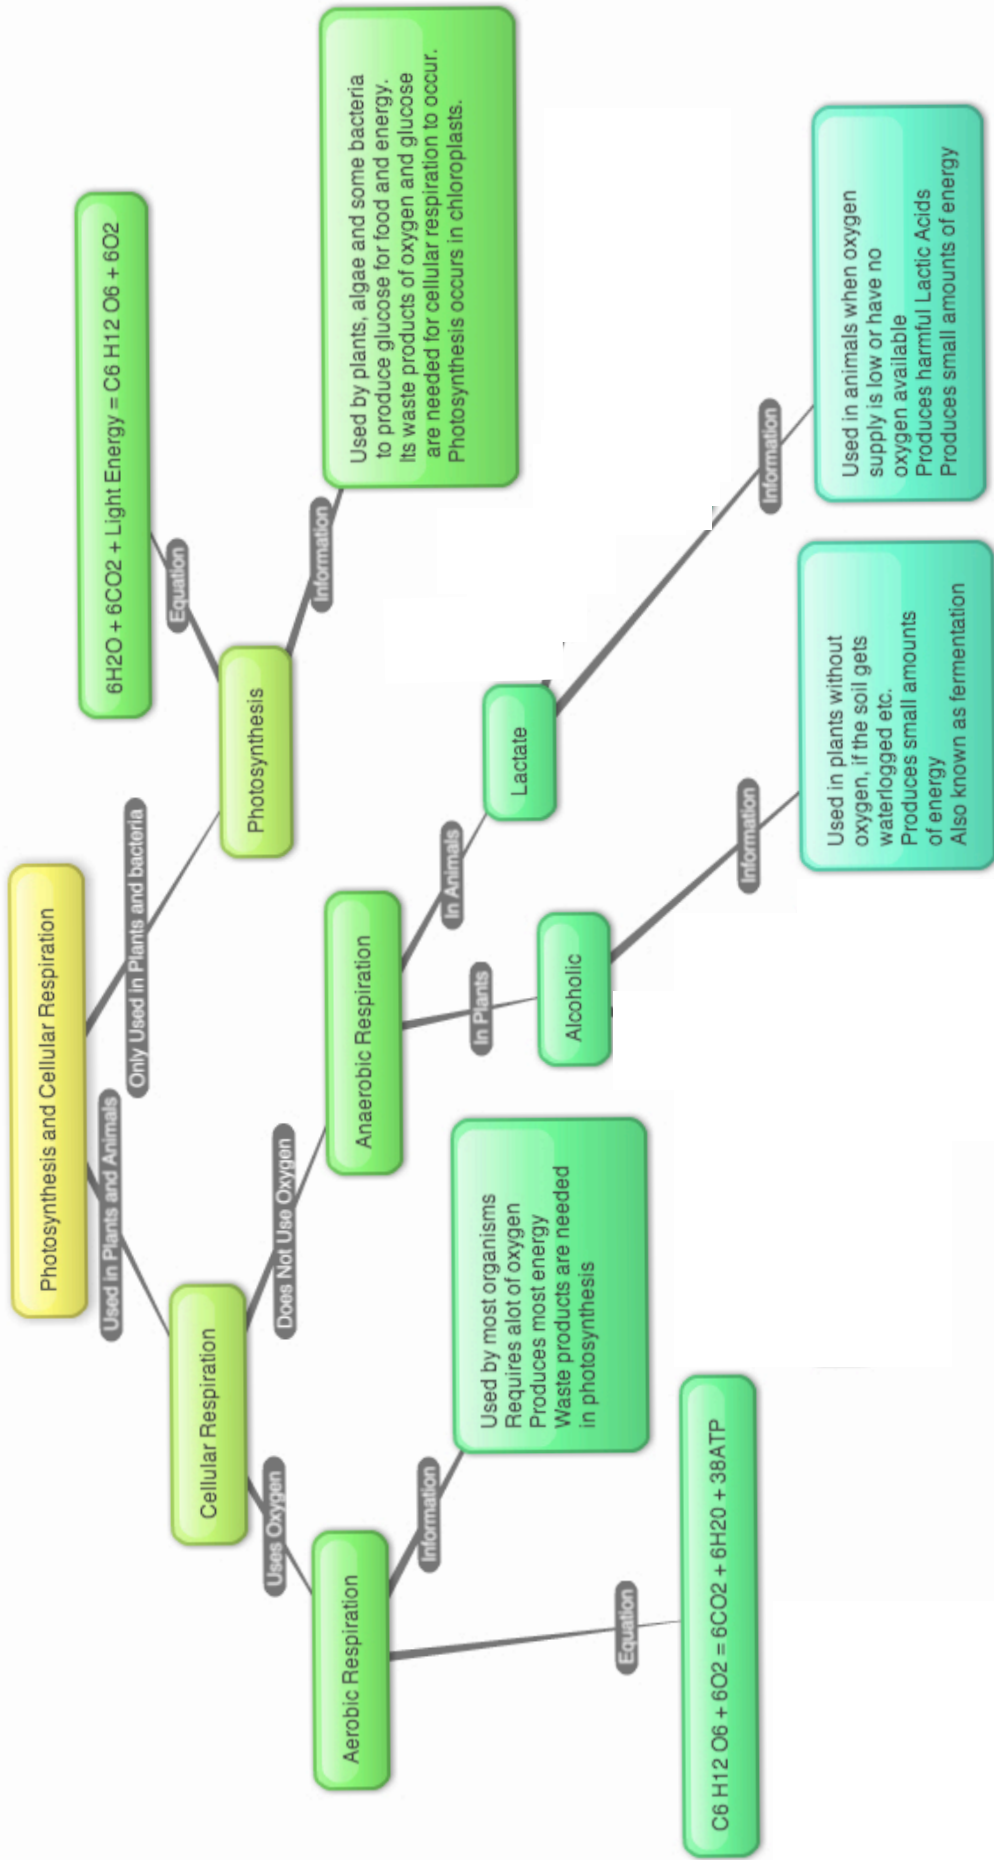 Photosynthesis and Cellular Respiration
Used in Plants and Animals
Only Used in Plants and bacteria
Cellular Respiration
Photosynthesis
Equation
6H2O + 6CO2 + Light Energy = C6 H12 O6 + 6O2
Information
Used by plants, algae and some bacteria
to produce glucose for food and energy.
Its waste products of oxygen and glucose
are needed for cellular respiration to occur.
Photosynthesis occurs in chloroplasts.
Uses Oxygen
Does Not Use Oxygen
Aerobic Respiration
Anaerobic Respiration
Information
Used by most organisms
Requires alot of oxygen
Produces most energy
Waste products are needed
in photosynthesis
Equation
C6 H12 O6 + 6O2 = 6CO2 + 6H20 + 38ATP
In Plants
In Animals
Alcoholic
Lactate
Information
Used in plants without
oxygen, if the soil gets
waterlogged etc.
Produces small amounts
of energy
Also known as fermentation
Information
Used in animals when oxygen
supply is low or have no
oxygen available
Produces harmful Lactic Acids
Produces small amounts of energy